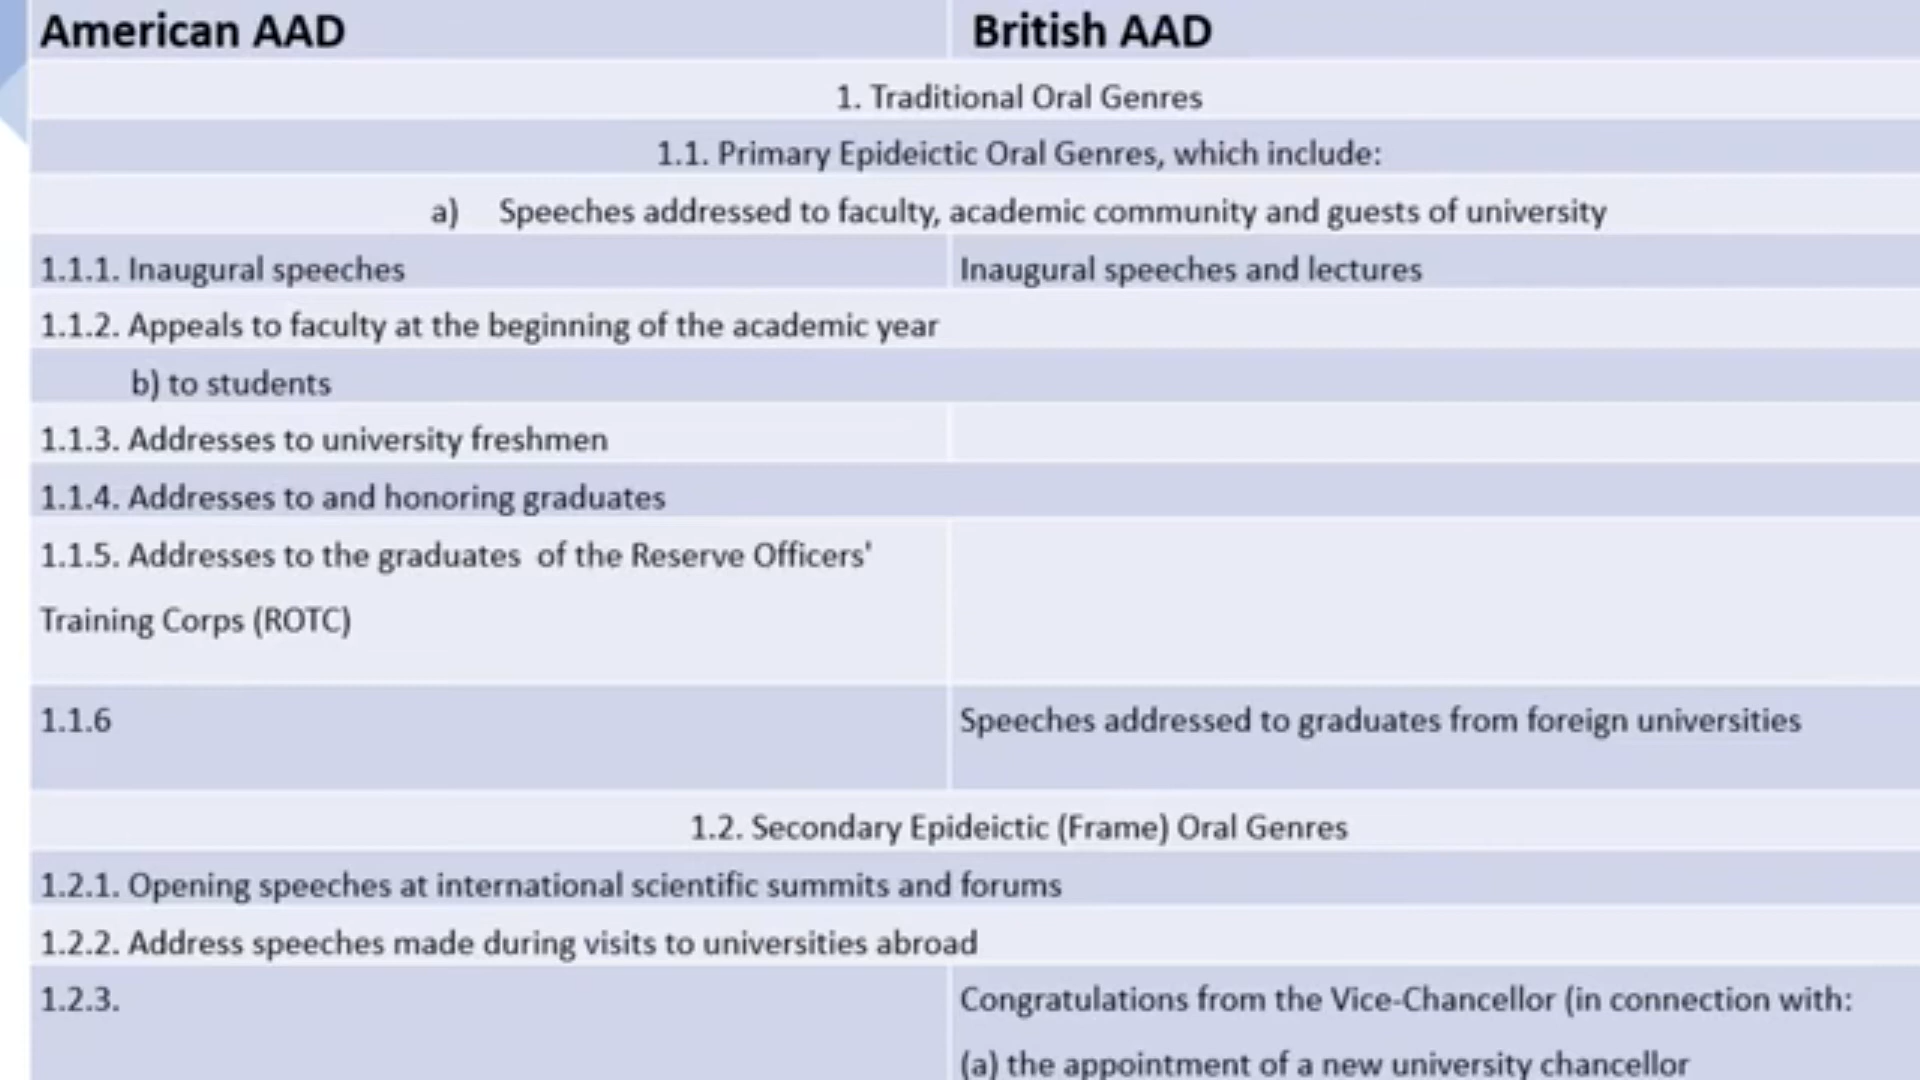 American AAD
British AAD
1. Traditional Oral Genres
1.1. Primary Epideictic Oral Genres, which include:
a) Speeches addressed to faculty, academic community and guests of university
1.1.1. Inaugural speeches
Inaugural speeches and lectures
1.1.2. Appeals to faculty at the beginning of the academic year
b) to students
1.1.3. Addresses to university freshmen
1.1.4. Addresses to and honoring graduates
1.1.5. Addresses to the graduates of the Reserve Officers'
Training Corps (ROTC)
1.1.6
Speeches addressed to graduates from foreign universities
1.2. Secondary Epideictic (Frame) Oral Genres
1.2.1. Opening speeches at international scientific summits and forums
1.2.2. Address speeches made during visits to universities abroad
1.2.3.
Congratulations from the Vice-Chancellor (in connection with:
(a) the appointment of a new university chancellor